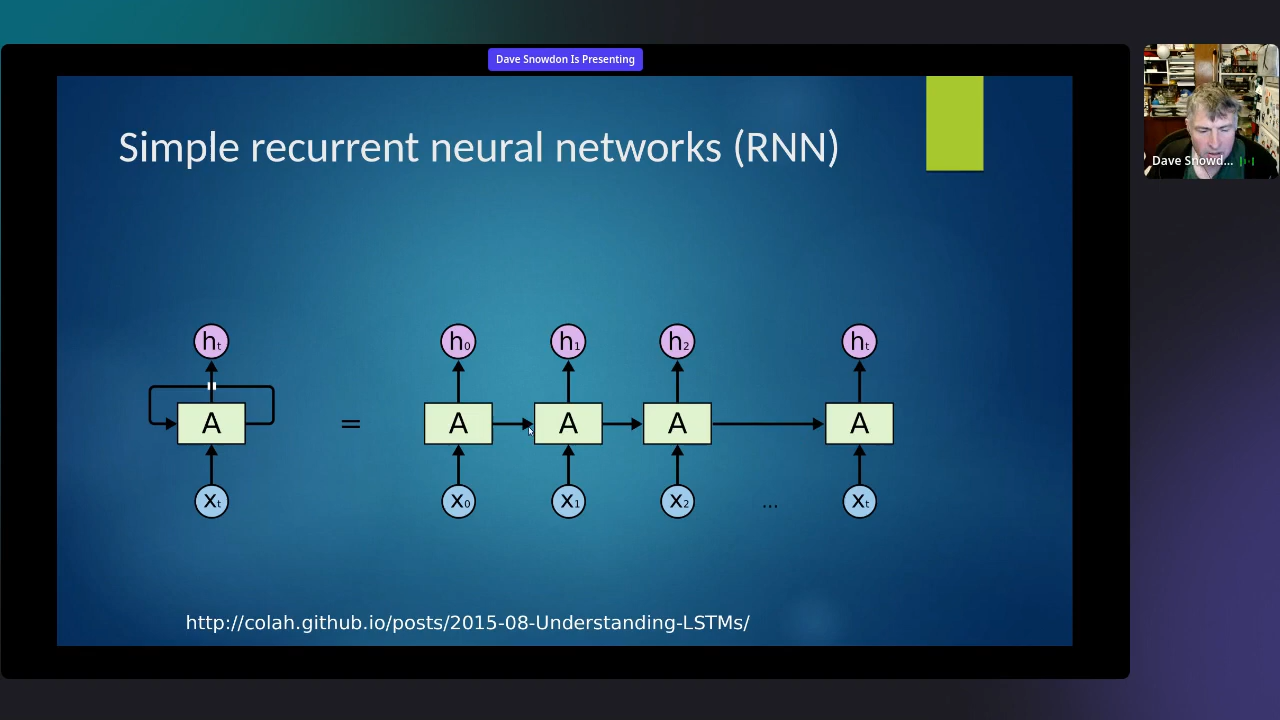 Dave Snowdon Is Presenting
Simple recurrent neural networks (RNN)
Dave Snowd...
ht h0 h1 h2 ht
A = A A A A
xt x0 x1 x2 ... xt
http://colah.github.io/posts/2015-08-Understanding-LSTMs/